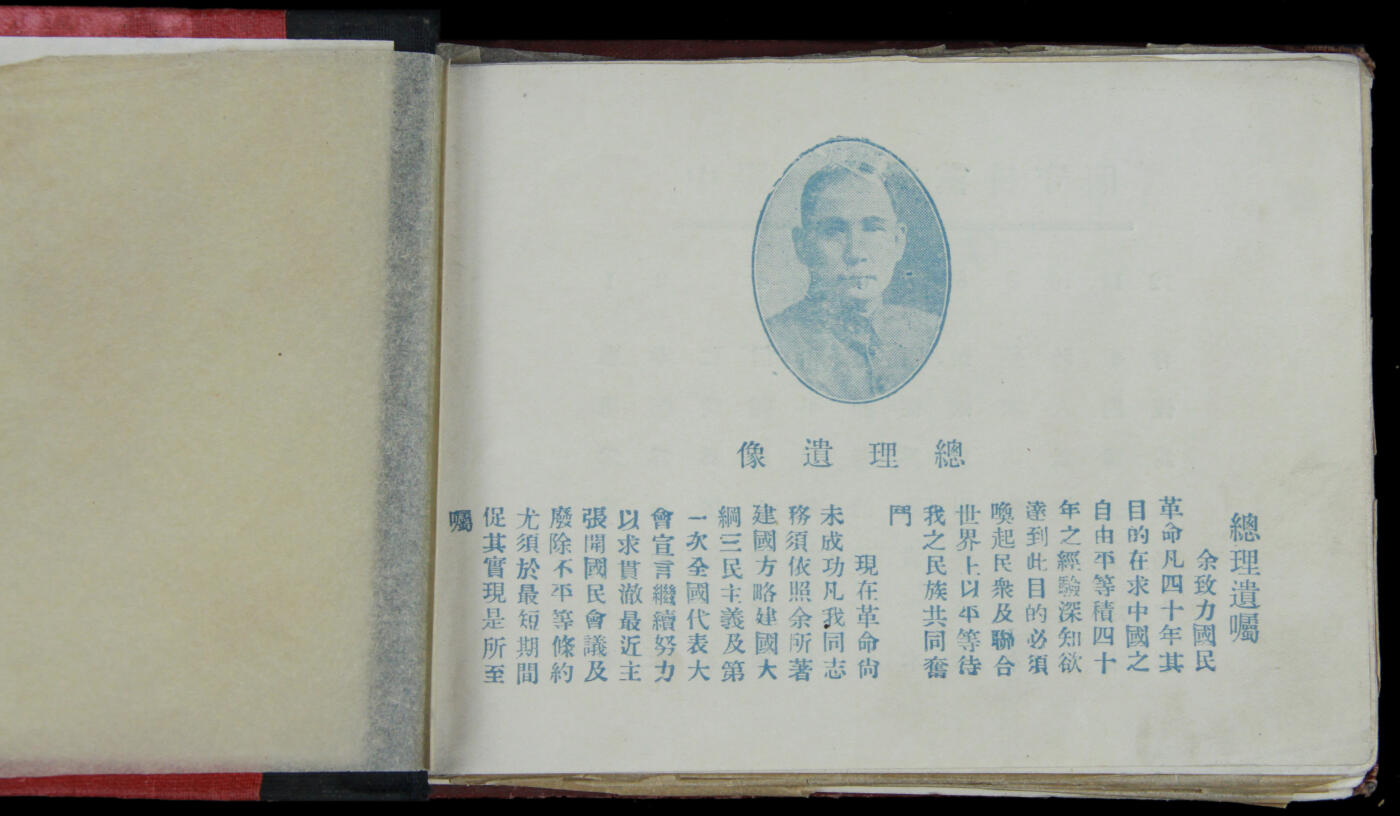 總理遺像
總理遺囑
余致力國民
革命凡四十年其
目的在求中國之
自由平等積四十
年之經驗深知欲
達到此目的必須
喚起民衆及聯合
世界上以平等待
我之民族共同奮
鬥
現在革命尚
未成功凡我同志
務須依照余所著
建國方略建國大
綱三民主義及第
一次全國代表大
會宣言繼續努力
以求貫澈最近主
張開國民會議及
廢除不平等條約
尤須於最短期間
促其實現是所至
囑